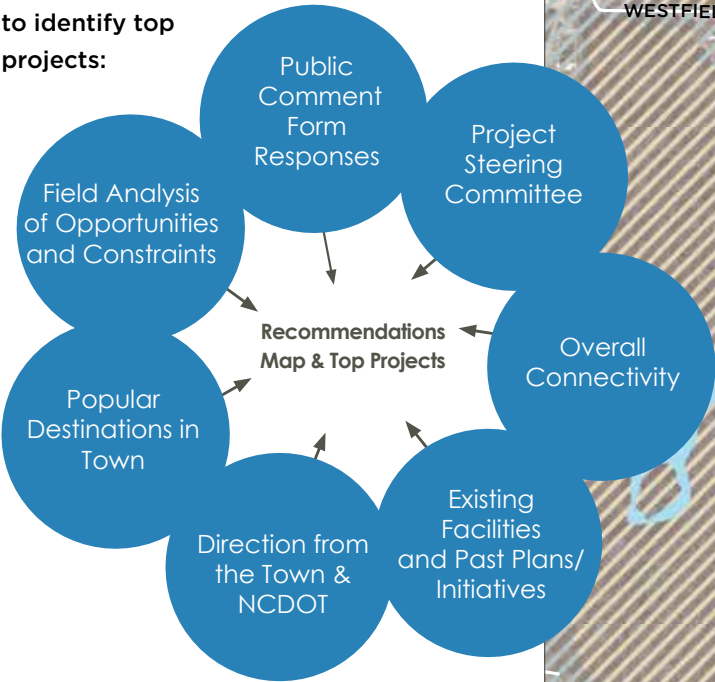 to identify top
projects:
WESTFIEL
Public
Comment
Form
Responses
Project
Steering
Committee
Field Analysis
of Opportunities
and Constraints
Recommendations
Map & Top Projects
Overall
Connectivity
Popular
Destinations in
Town
Existing
Facilities
and Past Plans/
Initiatives
Direction from
the Town &
NCDOT